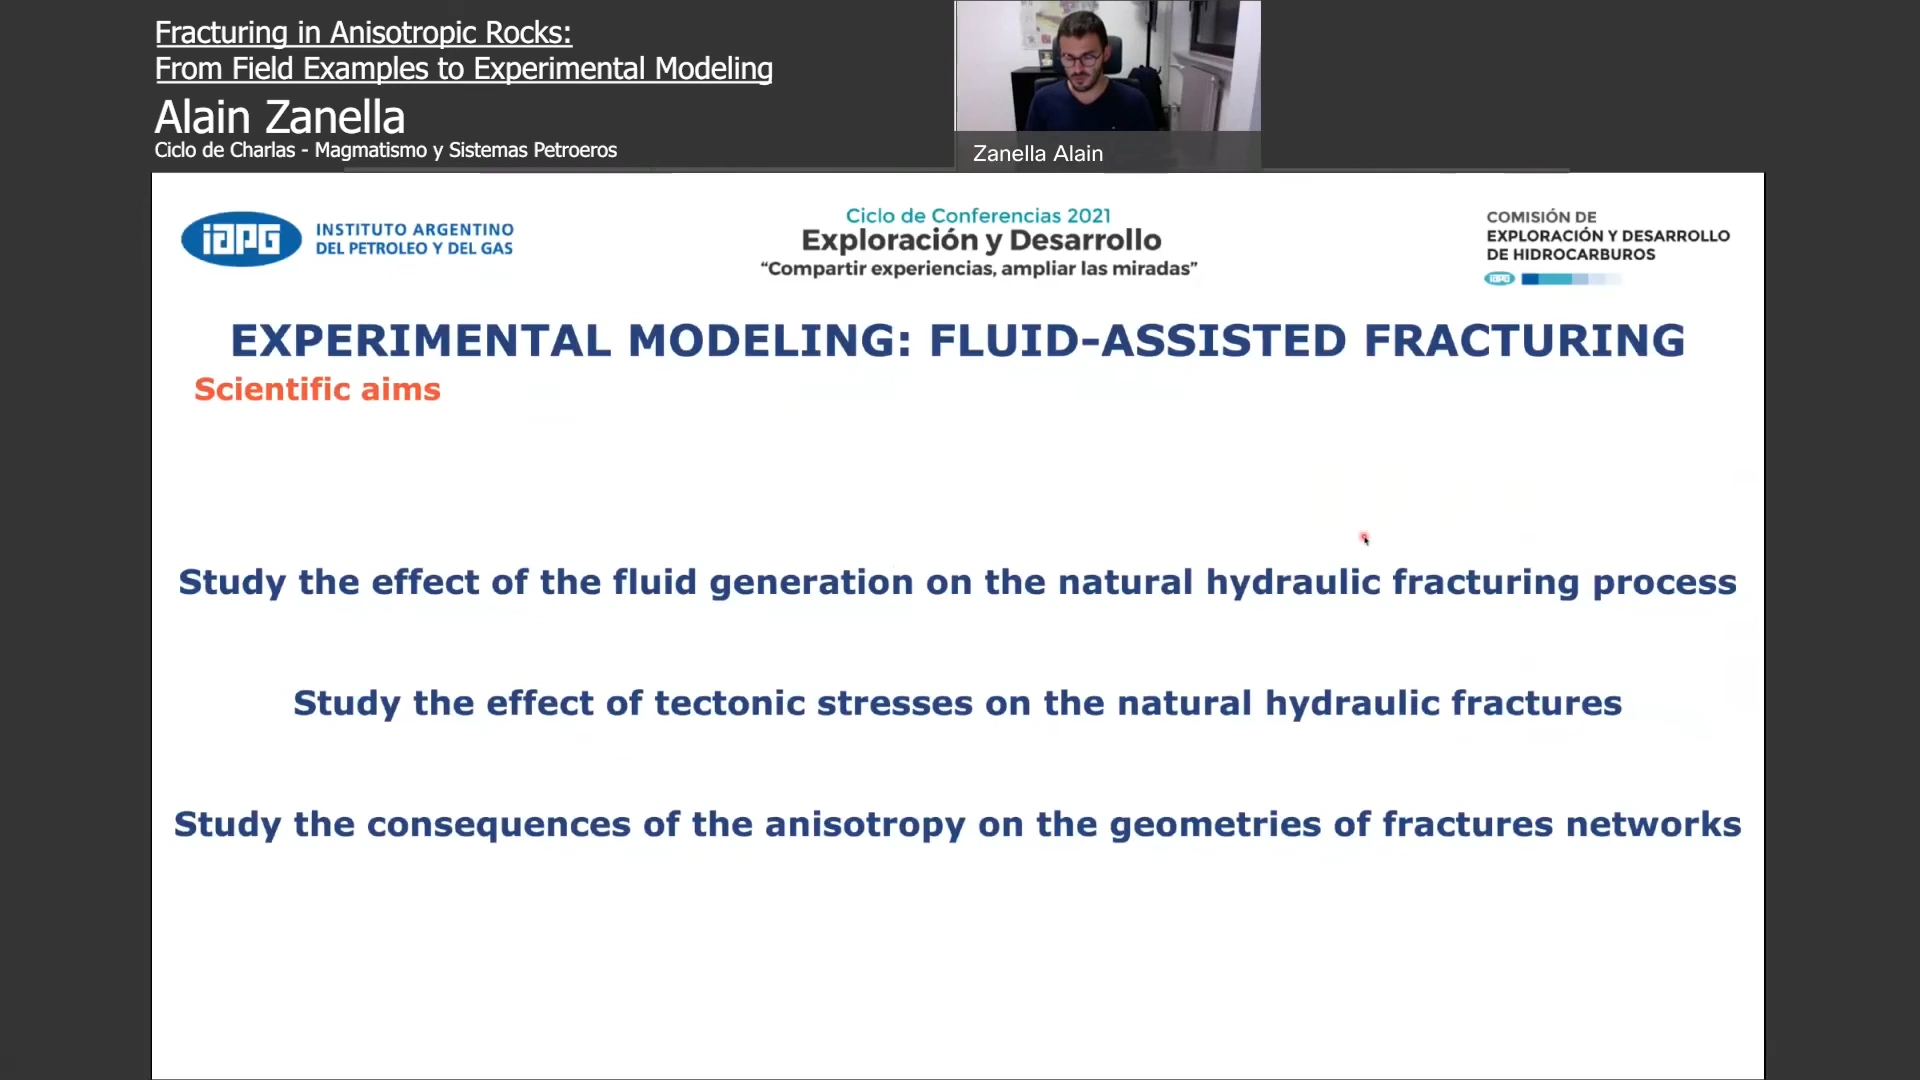 Fracturing in Anisotropic Rocks:
From Field Examples to Experimental Modeling
Alain Zanella
Ciclo de Charlas - Magmatismo y Sistemas Petroeros
Zanella Alain
iapg
INSTITUTO ARGENTINO
DEL PETROLEO Y DEL GAS
Ciclo de Conferencias 2021
Exploración y Desarrollo
“Compartir experiencias, ampliar las miradas”
COMISIÓN DE
EXPLORACIÓN Y DESARROLLO
DE HIDROCARBUROS
iapg
EXPERIMENTAL MODELING: FLUID-ASSISTED FRACTURING
Scientific aims
Study the effect of the fluid generation on the natural hydraulic fracturing process
Study the effect of tectonic stresses on the natural hydraulic fractures
Study the consequences of the anisotropy on the geometries of fractures networks